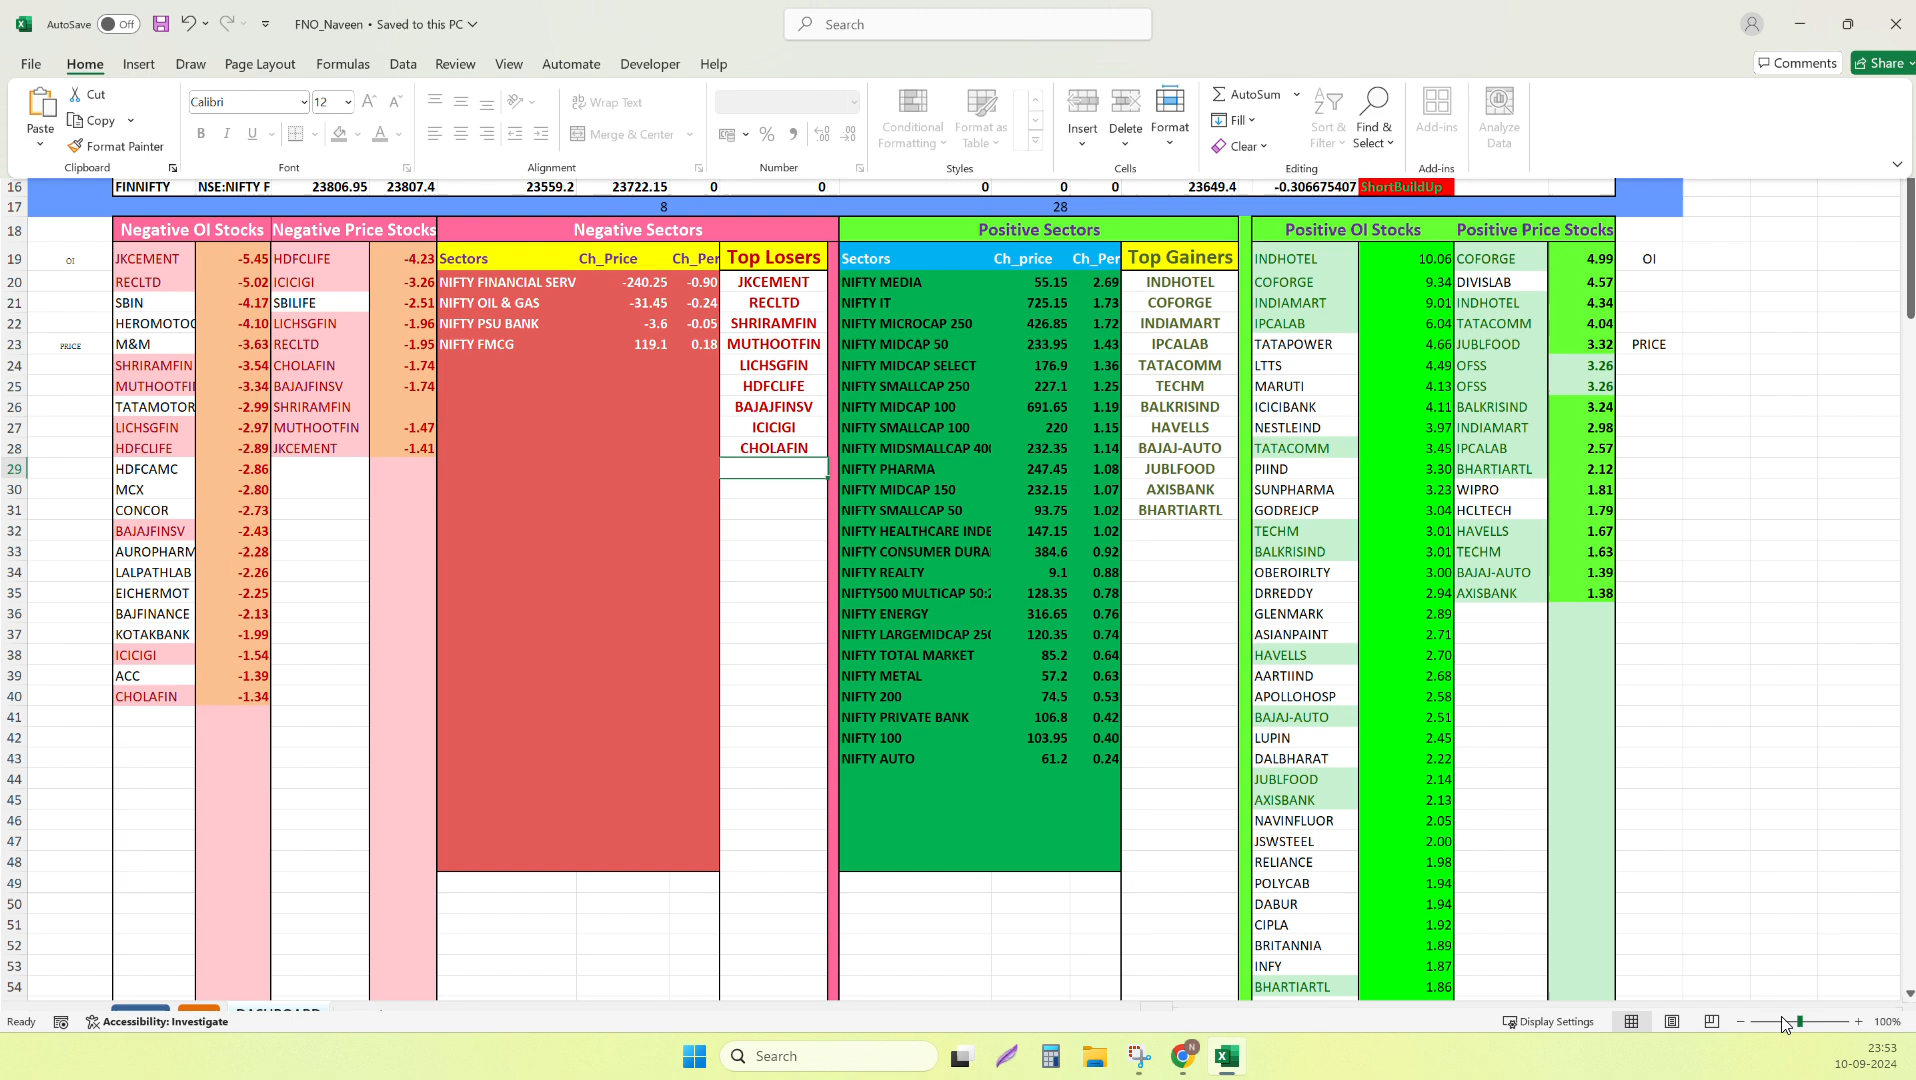 AutoSave Off FNO_Naveen • Saved to this PC Search
File Home Insert Draw Page Layout Formulas Data Review View Automate Developer Help Comments Share
Paste Cut Copy Format Painter Clipboard
Calibri 12 B I U Font
Wrap Text Merge & Center Alignment
Number
Conditional Formatting Format as Table Styles
Insert Delete Format Cells
AutoSum Fill Clear Sort & Filter Find & Select Editing
Add-ins Add-ins
Analyze Data
16 FINNIFTY NSE:NIFTY F 23806.95 23807.4 23559.2 23722.15 0 0 0 0 0 23649.4 -0.306675407 ShortBuildUp
17 8 28
18 Negative OI Stocks Negative Price Stocks Negative Sectors Positive Sectors Positive OI Stocks Positive Price Stocks
19 OI JKCEMENT -5.45 HDFCLIFE -4.23 Sectors Ch_Price Ch_Per Top Losers Sectors Ch_price Ch_Per Top Gainers INDHOTEL 10.06 COFORGE 4.99 OI
20 RECLTD -5.02 ICICIGI -3.26 NIFTY FINANCIAL SERV -240.25 -0.90 JKCEMENT NIFTY MEDIA 55.15 2.69 INDHOTEL COFORGE 9.34 DIVISLAB 4.57
21 SBIN -4.17 SBILIFE -2.51 NIFTY OIL & GAS -31.45 -0.24 RECLTD NIFTY IT 725.15 1.73 COFORGE INDIAMART 9.01 INDHOTEL 4.34
22 HEROMOTOC -4.10 LICHSGFIN -1.96 NIFTY PSU BANK -3.6 -0.05 SHRIRAMFIN NIFTY MICROCAP 250 426.85 1.72 INDIAMART IPCALAB 6.04 TATACOMM 4.04
23 PRICE M&M -3.63 RECLTD -1.95 NIFTY FMCG 119.1 0.18 MUTHOOTFIN NIFTY MIDCAP 50 233.95 1.43 IPCALAB TATAPOWER 4.66 JUBLFOOD 3.32 PRICE
24 SHRIRAMFIN -3.54 CHOLAFIN -1.74 LICHSGFIN NIFTY MIDCAP SELECT 176.9 1.36 TATACOMM LTTS 4.49 OFSS 3.26
25 MUTHOOTFI -3.34 BAJAJFINSV -1.74 HDFCLIFE NIFTY SMALLCAP 250 227.1 1.25 TECHM MARUTI 4.13 OFSS 3.26
26 TATAMOTOR -2.99 SHRIRAMFIN BAJAJFINSV NIFTY MIDCAP 100 691.65 1.19 BALKRISIND ICICIBANK 4.11 BALKRISIND 3.24
27 LICHSGFIN -2.97 MUTHOOTFIN -1.47 ICICIGI NIFTY SMALLCAP 100 220 1.15 HAVELLS NESTLEIND 3.97 INDIAMART 2.98
28 HDFCLIFE -2.89 JKCEMENT -1.41 CHOLAFIN NIFTY MIDSMALLCAP 400 232.35 1.14 BAJAJ-AUTO TATACOMM 3.45 IPCALAB 2.57
29 HDFCAMC -2.86 NIFTY PHARMA 247.45 1.08 JUBLFOOD PIIND 3.30 BHARTIARTL 2.12
30 MCX -2.80 NIFTY MIDCAP 150 232.15 1.07 AXISBANK SUNPHARMA 3.23 WIPRO 1.81
31 CONCOR -2.73 NIFTY SMALLCAP 50 93.75 1.02 BHARTIARTL GODREJCP 3.04 HCLTECH 1.79
32 BAJAJFINSV -2.43 NIFTY HEALTHCARE INDE 147.15 1.02 TECHM 3.01 HAVELLS 1.67
33 AUROPHARM -2.28 NIFTY CONSUMER DURA 384.6 0.92 BALKRISIND 3.01 TECHM 1.63
34 LALPATHLAB -2.26 NIFTY REALTY 9.1 0.88 OBEROIRLTY 3.00 BAJAJ-AUTO 1.39
35 EICHERMOT -2.25 NIFTY500 MULTICAP 50:2 128.35 0.78 DRREDDY 2.94 AXISBANK 1.38
36 BAJFINANCE -2.13 NIFTY ENERGY 316.65 0.76 GLENMARK 2.89
37 KOTAKBANK -1.99 NIFTY LARGEMIDCAP 250 120.35 0.74 ASIANPAINT 2.71
38 ICICIGI -1.54 NIFTY TOTAL MARKET 85.2 0.64 HAVELLS 2.70
39 ACC -1.39 NIFTY METAL 57.2 0.63 AARTIIND 2.68
40 CHOLAFIN -1.34 NIFTY 200 74.5 0.53 APOLLOHOSP 2.58
41 NIFTY PRIVATE BANK 106.8 0.42 BAJAJ-AUTO 2.51
42 NIFTY 100 103.95 0.40 LUPIN 2.45
43 NIFTY AUTO 61.2 0.24 DALBHARAT 2.22
44 JUBLFOOD 2.14
45 AXISBANK 2.13
46 NAVINFLUOR 2.05
47 JSWSTEEL 2.00
48 RELIANCE 1.98
49 POLYCAB 1.94
50 DABUR 1.94
51 CIPLA 1.92
52 BRITANNIA 1.89
53 INFY 1.87
54 BHARTIARTL 1.86
DASHBOARD
Ready Accessibility: Investigate Display Settings 100%
Search
23:53
10-09-2024